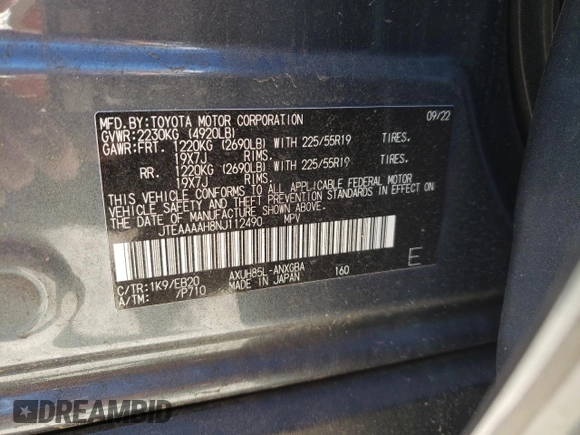 MFD.BY:TOYOTA MOTOR CORPORATION 09/22
GVWR:2230KG (4920LB)
GAWR:FRT. 1220KG (2690LB) WITH 225/55R19 TIRES.
19X7J RIMS.
RR. 1220KG (2690LB) WITH 225/55R19 TIRES.
19X7J RIMS.
THIS VEHICLE CONFORMS TO ALL APPLICABLE FEDERAL MOTOR
VEHICLE SAFETY AND THEFT PREVENTION STANDARDS IN EFFECT ON
THE DATE OF MANUFACTURE SHOWN ABOVE.
JTEAAAAH8NJ112490 MPV
C/TR:1K9/EB20 AXUH85L-ANXGBA 160 E
A/TM: /P710 MADE IN JAPAN
DREAMBID